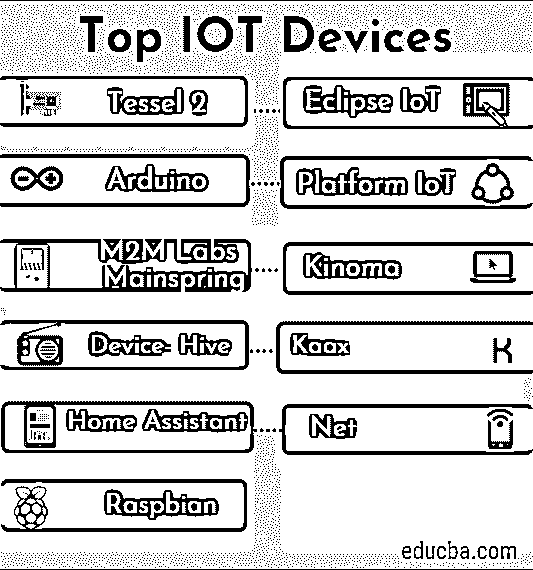 Top IOT Devices
Tessel 2
Eclipse IoT
Arduino
Platform IoT
M2M Labs
Mainspring
Kinoma
Device- Hive
Kaax
Home Assistant
Net
Raspbian
educba.com